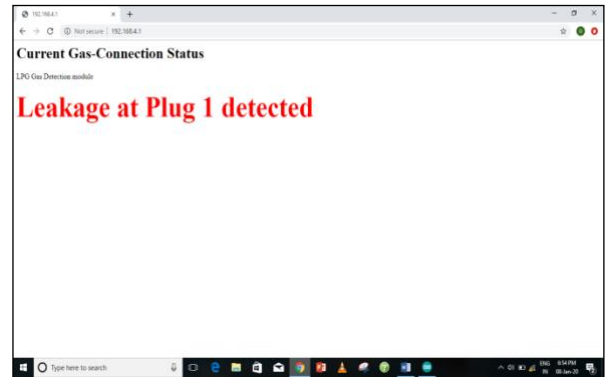 192.168.4.1
Not secure | 192.168.4.1
Current Gas-Connection Status
LPG Gas Detection module
Leakage at Plug 1 detected
Type here to search
ENG
IN
6:54 PM
08-Jan-20